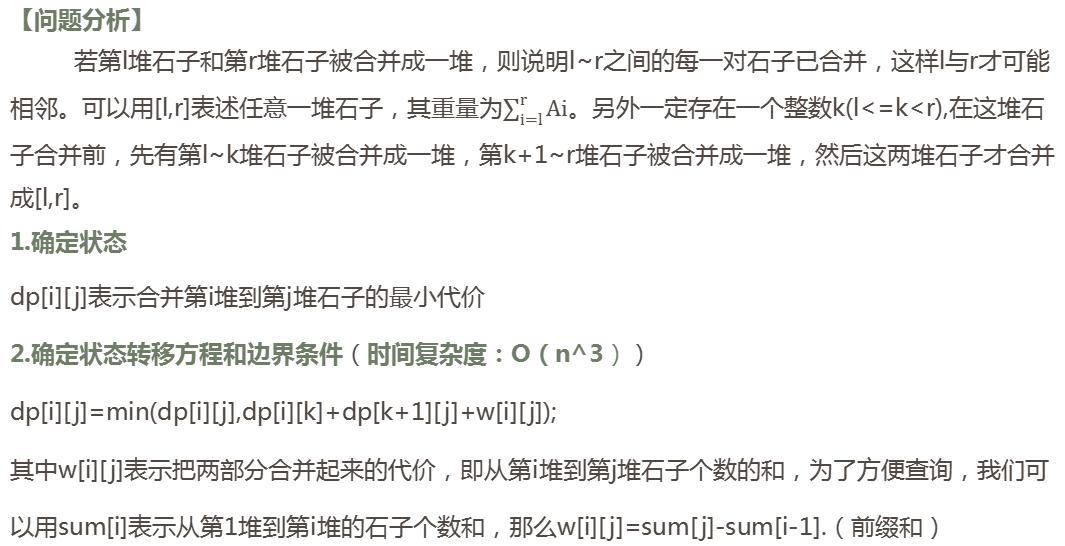 【问题分析】
若第l堆石子和第r堆石子被合并成一堆，则说明l~r之间的每一对石子已合并，这样l与r才可能
相邻。可以用[l,r]表述任意一堆石子，其重量为∑_{i=l}^{r} Ai。另外一定存在一个整数k(l<=k<r),在这堆石
子合并前，先有第l~k堆石子被合并成一堆，第k+1~r堆石子被合并成一堆，然后这两堆石子才合并
成[l,r]。
1.确定状态
dp[i][j]表示合并第i堆到第j堆石子的最小代价
2.确定状态转移方程和边界条件（时间复杂度：O（n^3））
dp[i][j]=min(dp[i][j],dp[i][k]+dp[k+1][j]+w[i][j]);
其中w[i][j]表示把两部分合并起来的代价，即从第i堆到第j堆石子个数的和，为了方便查询，我们可
以用sum[i]表示从第1堆到第i堆的石子个数和，那么w[i][j]=sum[j]-sum[i-1].（前缀和）